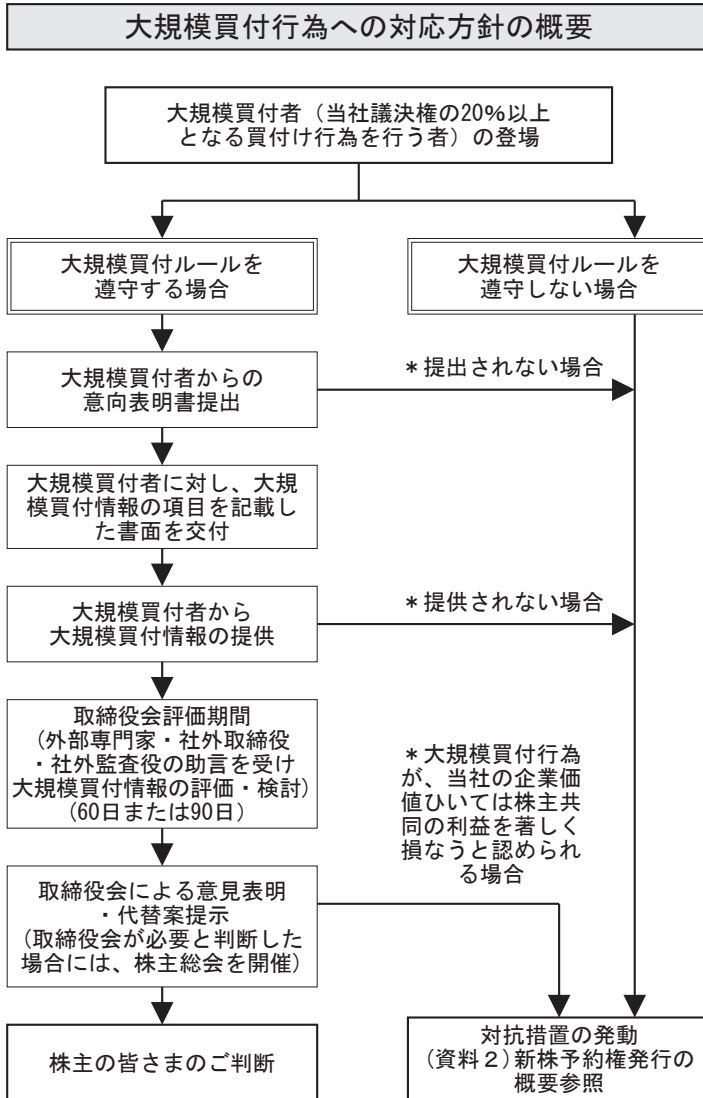 大規模買付行為への対応方針の概要
大規模買付者（当社議決権の20%以上
となる買付け行為を行う者）の登場
大規模買付ルールを
遵守する場合
大規模買付ルールを
遵守しない場合
大規模買付者からの
意向表明書提出
＊提出されない場合
大規模買付者に対し、大規
模買付情報の項目を記載し
た書面を交付
大規模買付者から
大規模買付情報の提供
＊提供されない場合
取締役会評価期間
(外部専門家・社外取締役
・社外監査役の助言を受け
大規模買付情報の評価・検討)
(60日または90日)
＊大規模買付行為
が、当社の企業価
値ひいては株主共
同の利益を著しく
損なうと認められ
る場合
取締役会による意見表明
・代替案提示
(取締役会が必要と判断した
場合には、株主総会を開催)
株主の皆さまのご判断
対抗措置の発動
(資料２)新株予約権発行の
概要参照